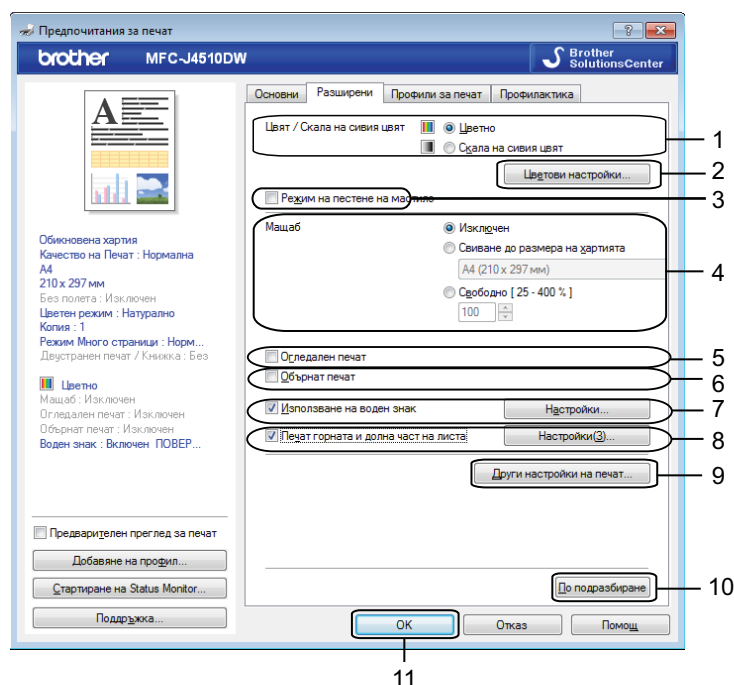 Предпочитания за печат
brother MFC-J4510DW
Brother
SolutionsCenter
A
Обикновена хартия
Качество на Печат : Нормална
A4
210 x 297 мм
Без полета : Изключен
Цветен режим : Натурално
Копия : 1
Режим Много страници : Норм...
Двустранен печат / Книжка : Без
Цветно
Мащаб : Изключен
Огледален печат : Изключен
Обърнат печат : Изключен
Воден знак : Включен ПОВЕР...
Предварителен преглед за печат
Добавяне на профил...
Стартиране на Status Monitor...
Поддръжка...
Основни Разширени Профили за печат Профилактика
Цвят / Скала на сивия цвят
Цветно
Скала на сивия цвят
1
Цветови настройки...
2
Режим на пестене на мастило
3
Мащаб
Изключен
Свиване до размера на хартията
A4 (210 x 297 мм)
Свободно [ 25 - 400 % ]
100
4
Огледален печат
5
Обърнат печат
6
Използване на воден знак Настройки...
7
Печат горната и долна част на листа Настройки(3)...
8
Други настройки на печат...
9
По подразбиране
10
OK Отказ Помощ
11